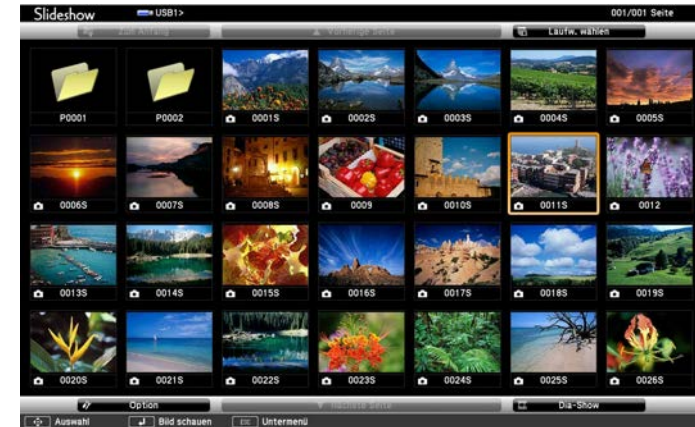 Slideshow USB1> 001/001 Seite
Zum Anfang Vorherige Seite Laufw. wählen
P0001 P0002 0001S 0002S 0003S 0004S 0005S
0006S 0007S 0008S 0009 0010S 0011S 0012
0013S 0014S 0015S 0016S 0017S 0018S 0019S
0020S 0021S 0022S 0023S 0024S 0025S 0026S
Option Nächste Seite Dia-Show
Auswahl Bild schauen ESC Untermenü